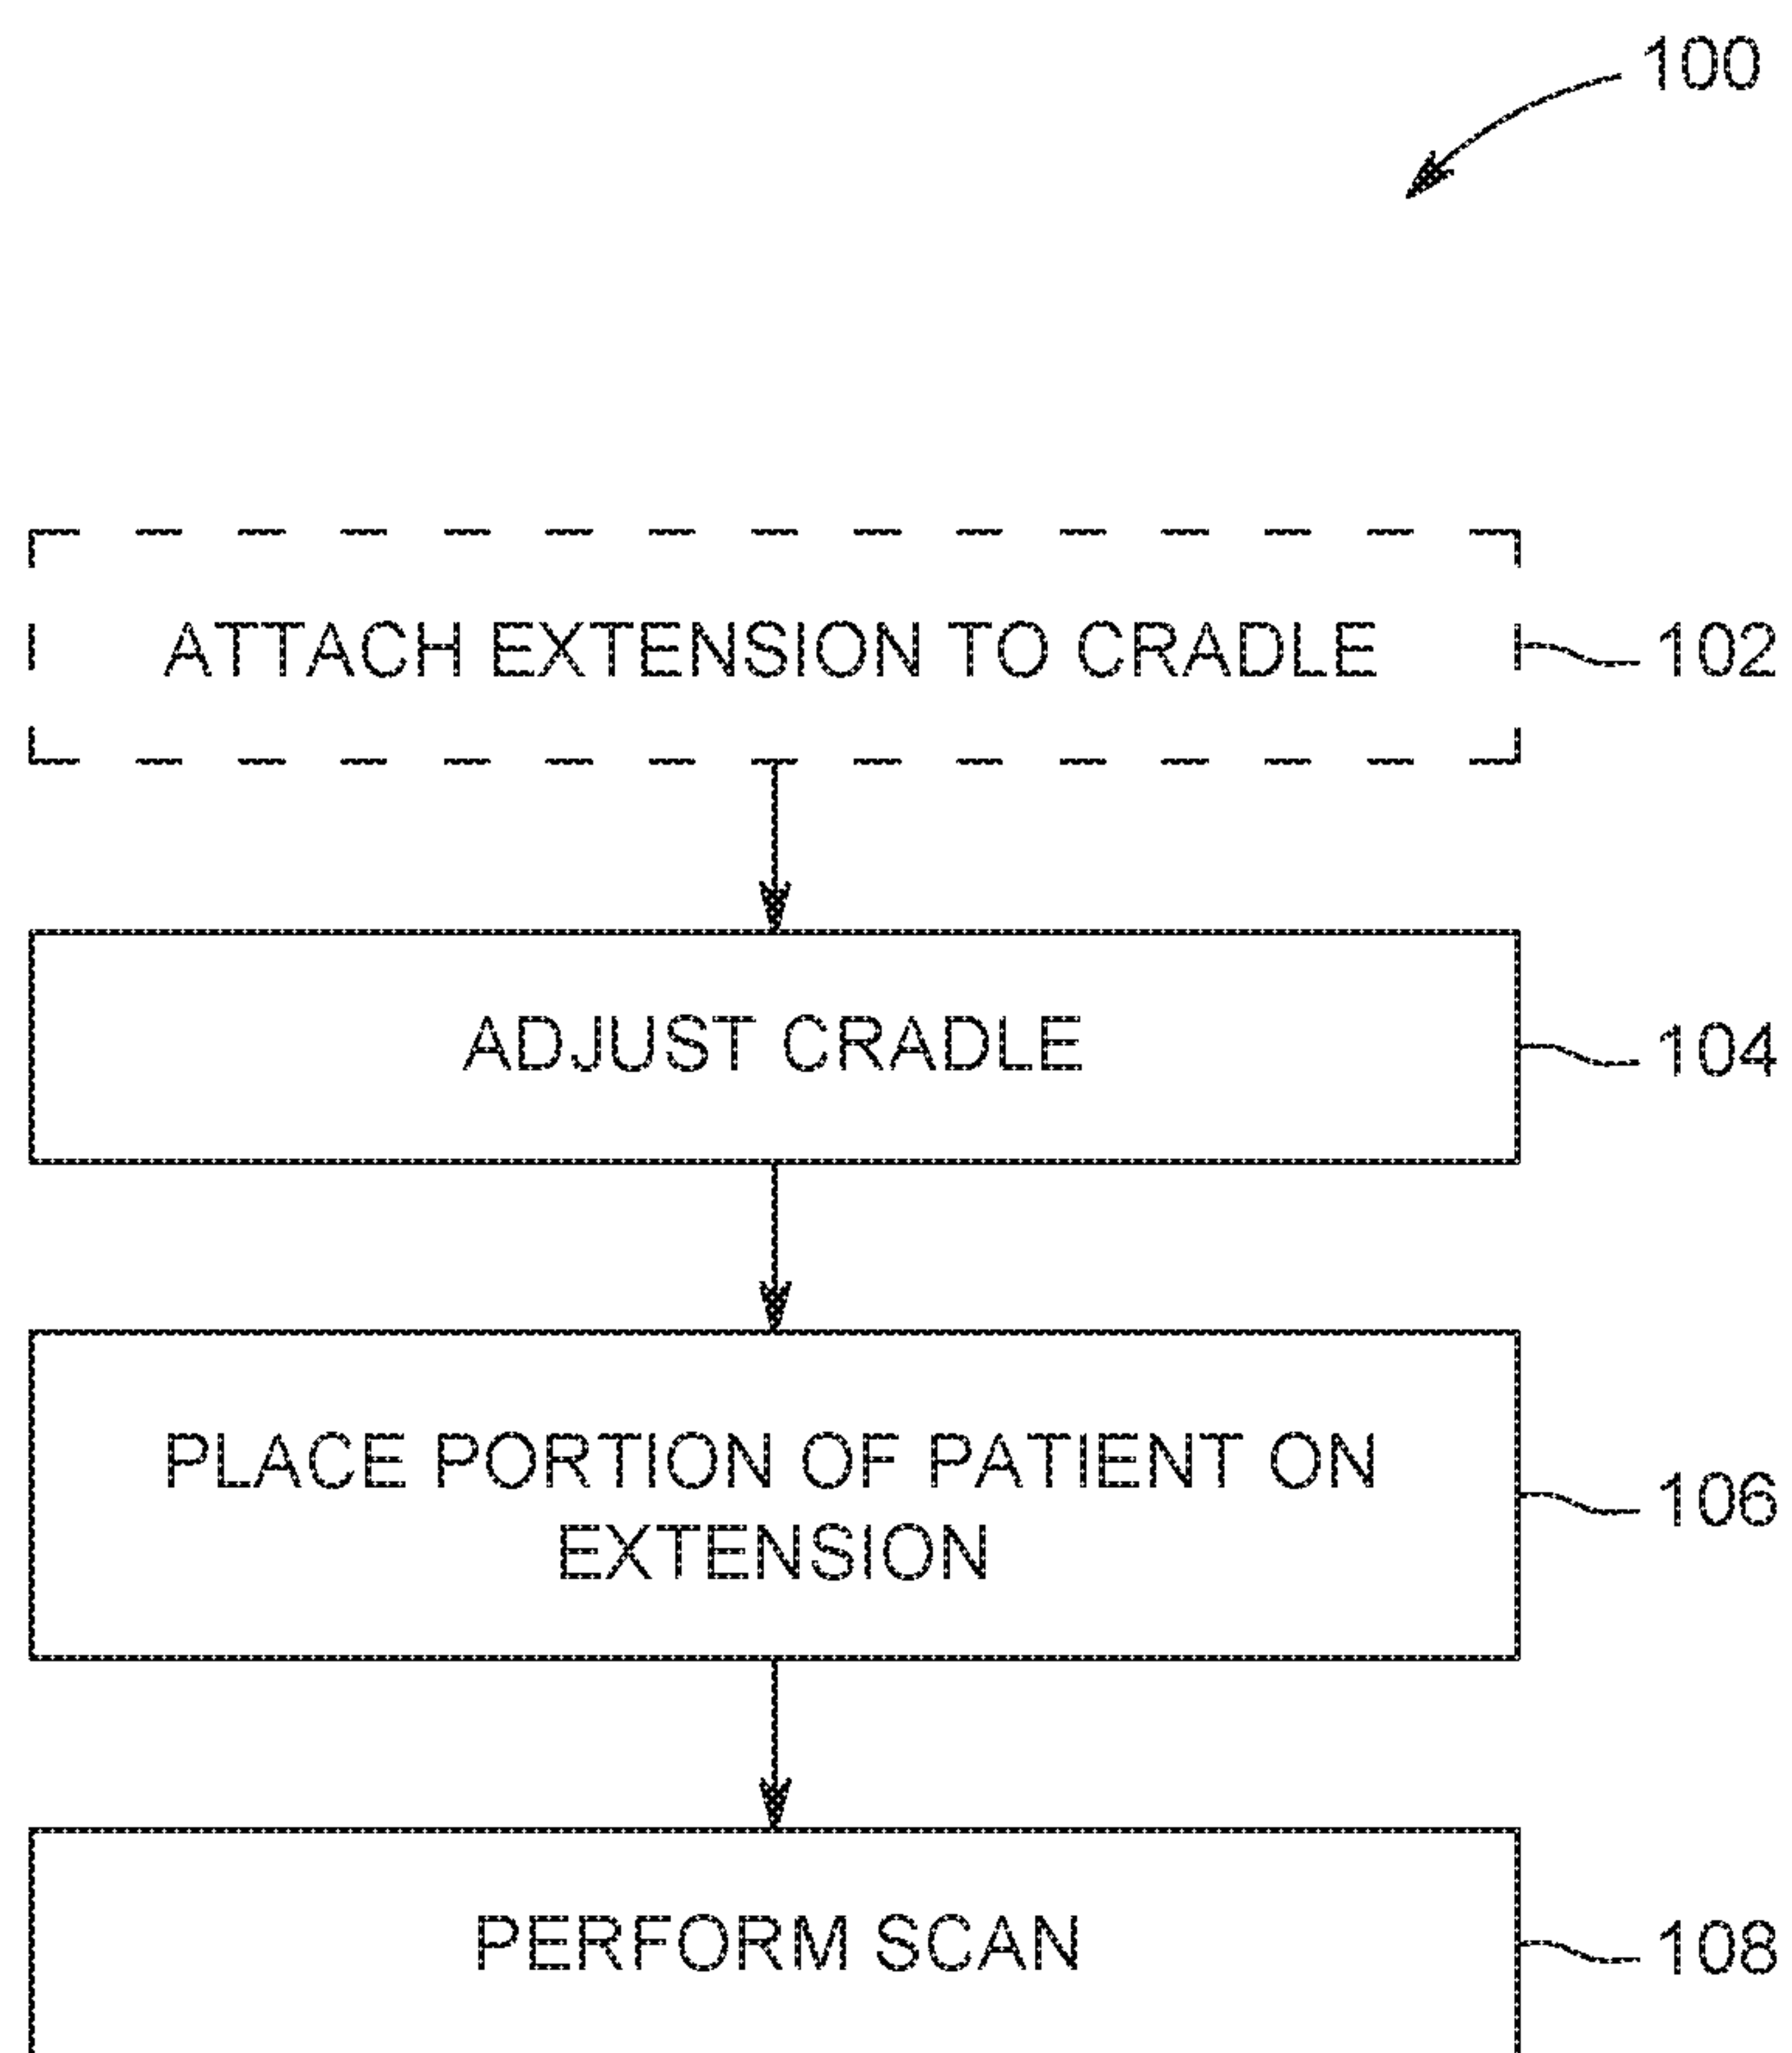 100
ATTACH EXTENSION TO CRADLE
102
ADJUST CRADLE
104
PLACE PORTION OF PATIENT ON
EXTENSION
106
PERFORM SCAN
108